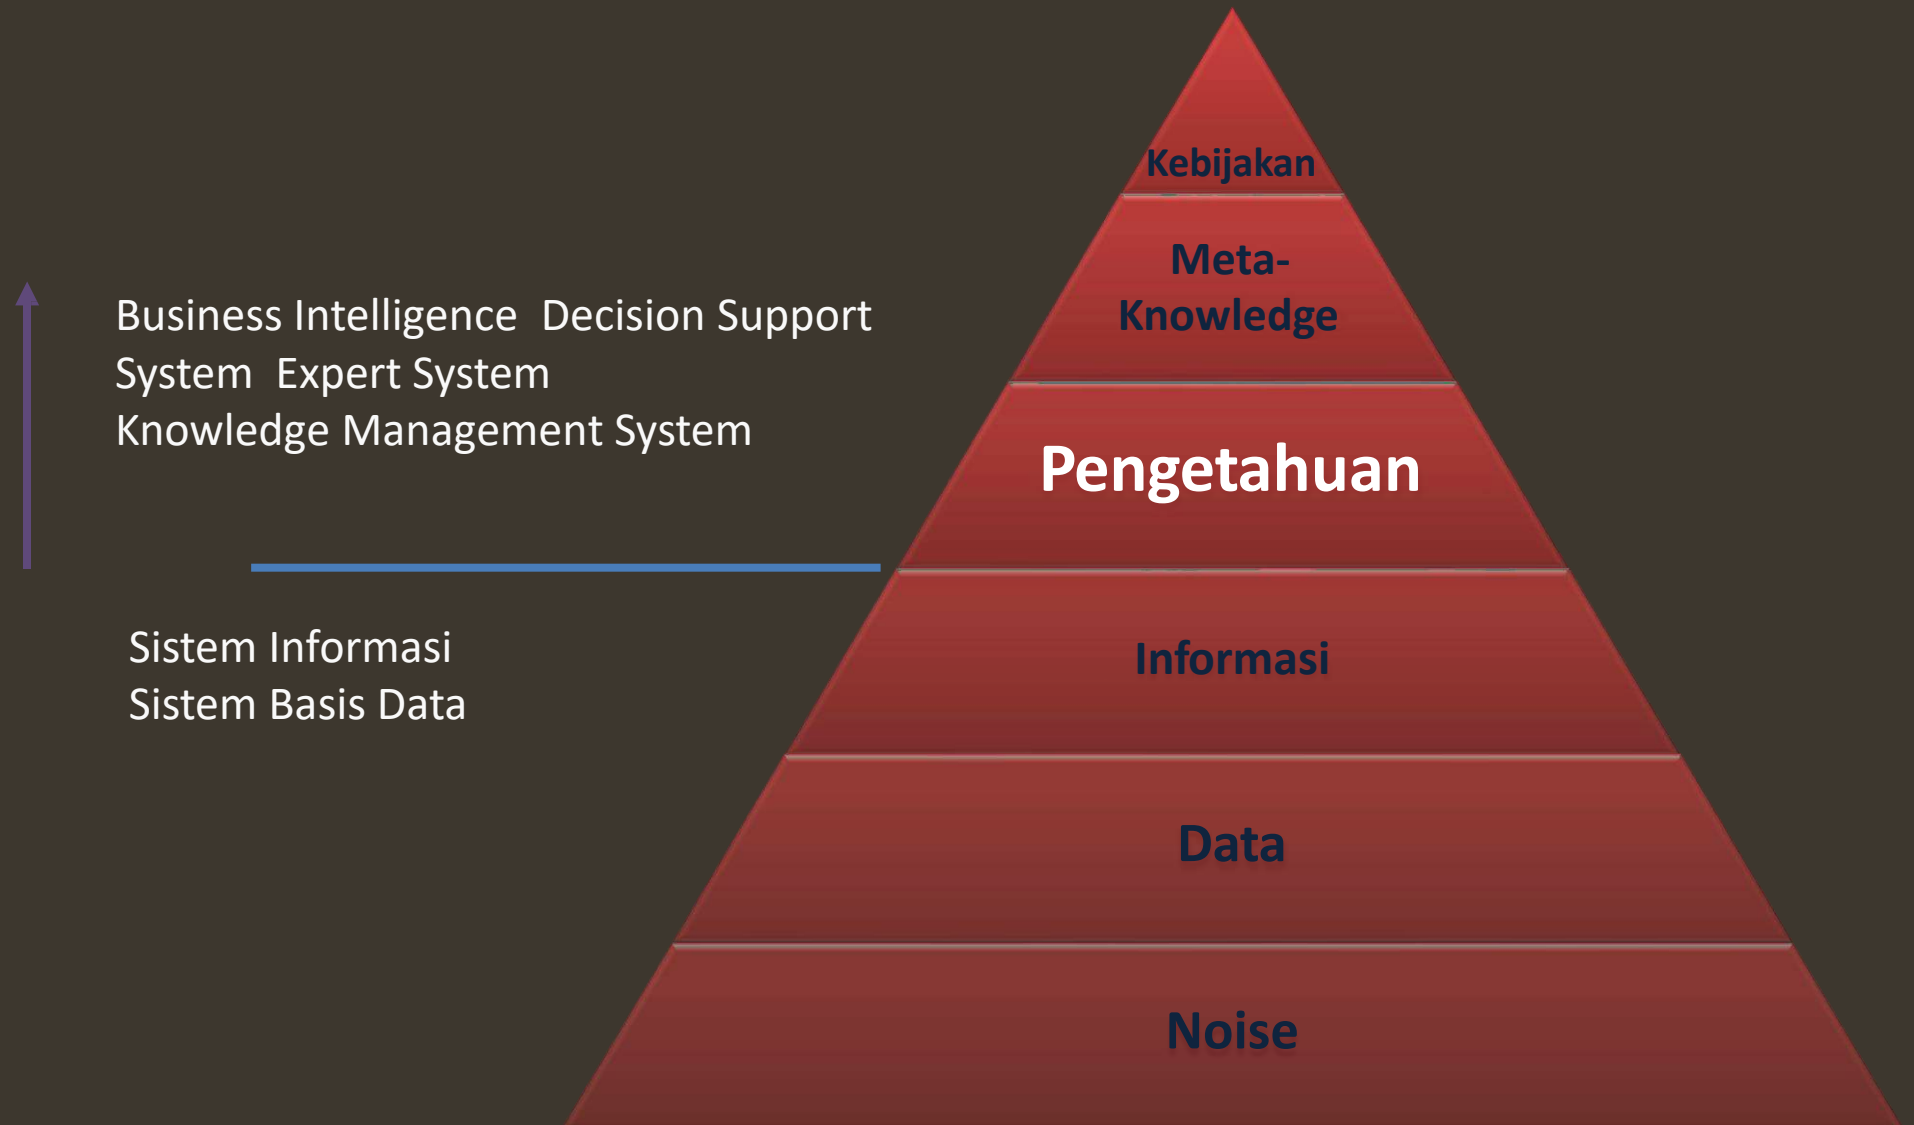 Business Intelligence  Decision Support
System  Expert System
Knowledge Management System
Sistem Informasi
Sistem Basis Data
Kebijakan
Meta-
Knowledge
Pengetahuan
Informasi
Data
Noise